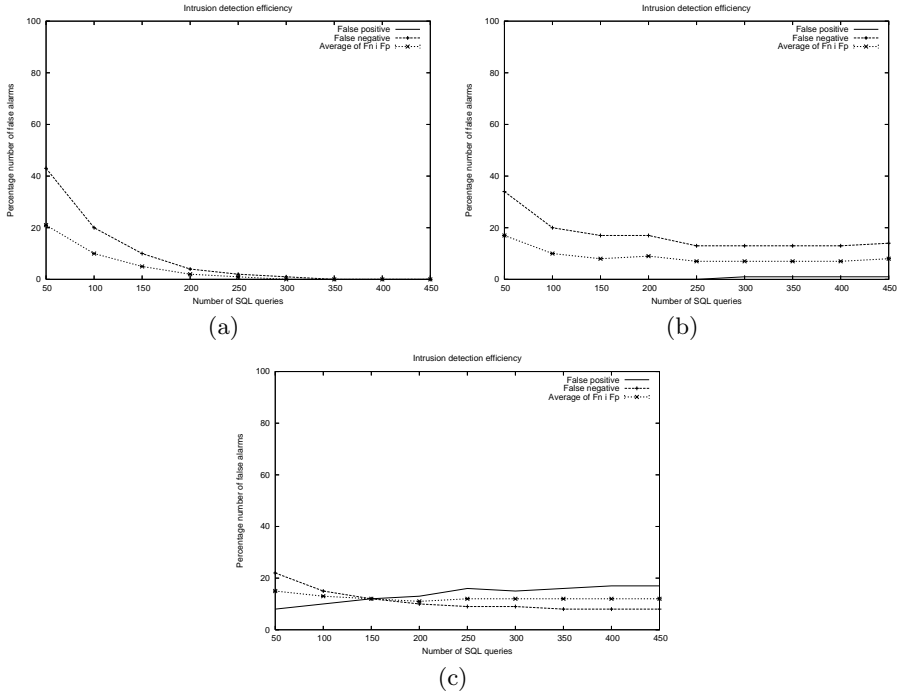 Intrusion detection efficiency
False positive
False negative
Average of Fn i Fp
Percentage number of false alarms
100
80
60
40
20
0
50 100 150 200 250 300 350 400 450
Number of SQL queries
(a)
Intrusion detection efficiency
False positive
False negative
Average of Fn i Fp
Percentage number of false alarms
100
80
60
40
20
0
50 100 150 200 250 300 350 400 450
Number of SQL queries
(b)
Intrusion detection efficiency
False positive
False negative
Average of Fn i Fp
Percentage number of false alarms
100
80
60
40
20
0
50 100 150 200 250 300 350 400 450
Number of SQL queries
(c)